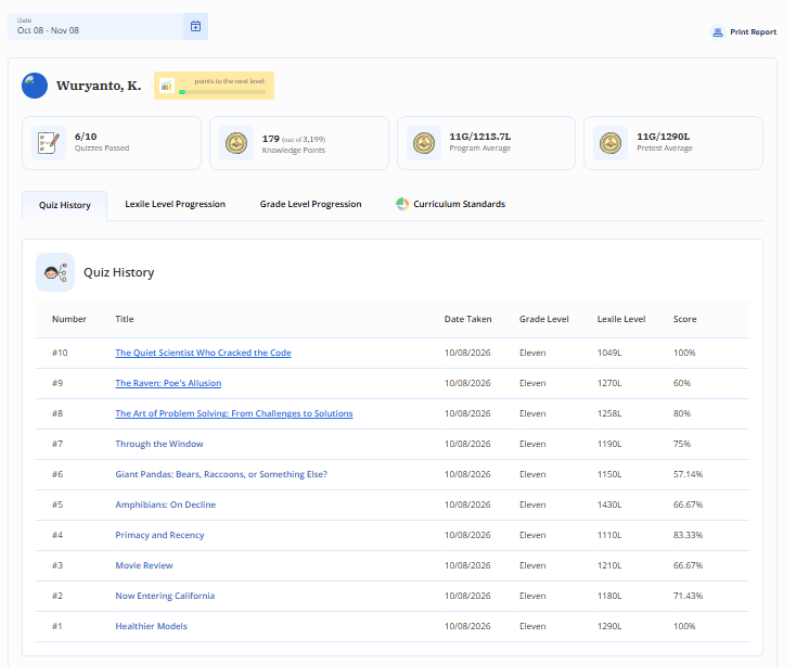 Date
Oct 08 - Nov 08
Print Report
Wuryanto, K.
points to the next level:
6/10
Quizzes Passed
179 (out of 3,199)
Knowledge Points
11G/1213.7L
Program Average
11G/1290L
Pretest Average
Quiz History
Lexile Level Progression
Grade Level Progression
Curriculum Standards
Quiz History
Number Title Date Taken Grade Level Lexile Level Score
#10 The Quiet Scientist Who Cracked the Code 10/08/2026 Eleven 1049L 100%
#9 The Raven: Poe's Allusion 10/08/2026 Eleven 1270L 60%
#8 The Art of Problem Solving: From Challenges to Solutions 10/08/2026 Eleven 1258L 80%
#7 Through the Window 10/08/2026 Eleven 1190L 75%
#6 Giant Pandas: Bears, Raccoons, or Something Else? 10/08/2026 Eleven 1150L 57.14%
#5 Amphibians: On Decline 10/08/2026 Eleven 1430L 66.67%
#4 Primacy and Recency 10/08/2026 Eleven 1110L 83.33%
#3 Movie Review 10/08/2026 Eleven 1210L 66.67%
#2 Now Entering California 10/08/2026 Eleven 1180L 71.43%
#1 Healthier Models 10/08/2026 Eleven 1290L 100%